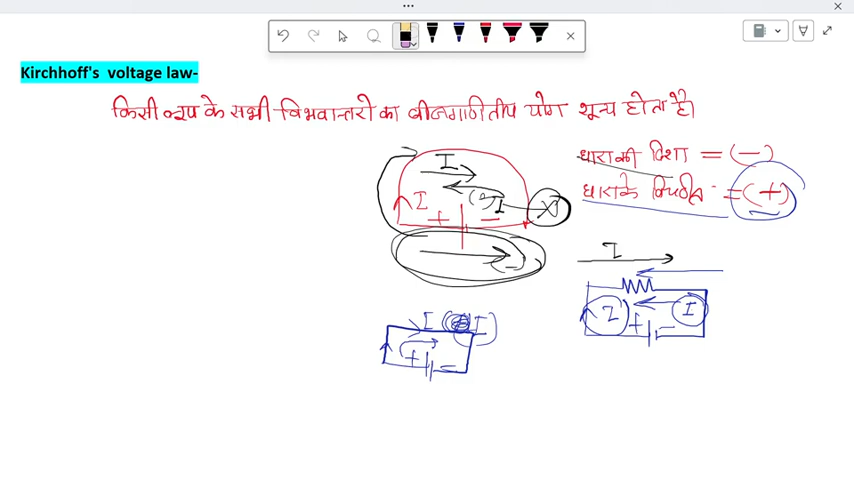 Kirchhoff's voltage law-
किसी लूप के सभी विभवान्तरो का बीजगणितीय योग शून्य होता है।
धारा की दिशा = (-)
धारा के विपरीत = (+)
I
I
+ -
(-)
I
I
I
+ -
I
I
+ -